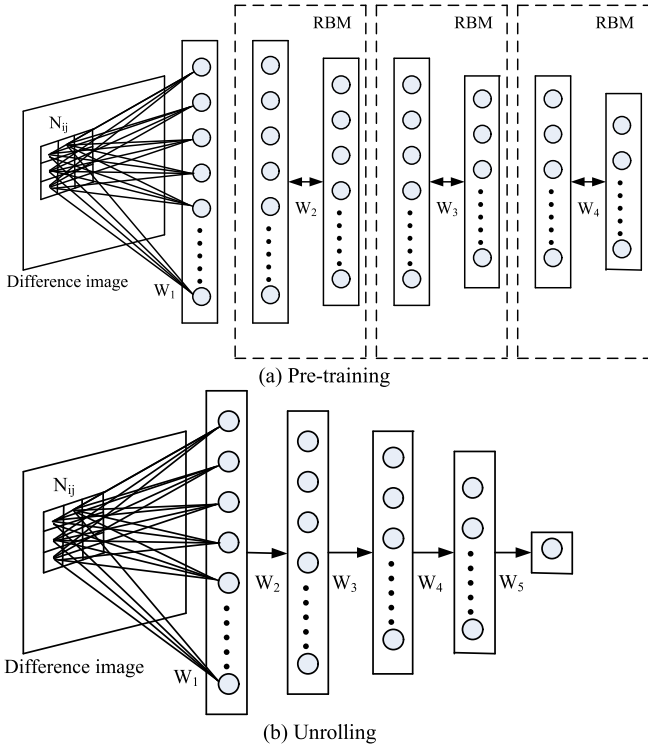 RBM
RBM
RBM
N_ij
W_2
W_3
W_4
Difference image
W_1
(a) Pre-training
N_ij
W_2
W_3
W_4
W_5
Difference image
W_1
(b) Unrolling